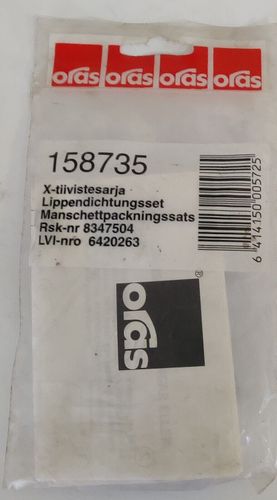 oras oras oras oras
158735
X-tiivistesarja
Lippendichtungsset
Manschettpackningssats
Rsk-nr 8347504
LVI-nro 6420263
6 414150 005725
oras ®